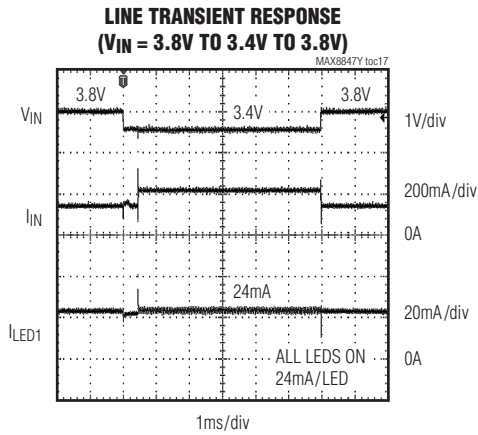 LINE TRANSIENT RESPONSE
(VIN = 3.8V TO 3.4V TO 3.8V)
MAX8847Y toc17
3.8V
3.8V
VIN
3.4V
1V/div
200mA/div
IIN
0A
24mA
20mA/div
ILED1
ALL LEDS ON
0A
24mA/LED
1ms/div